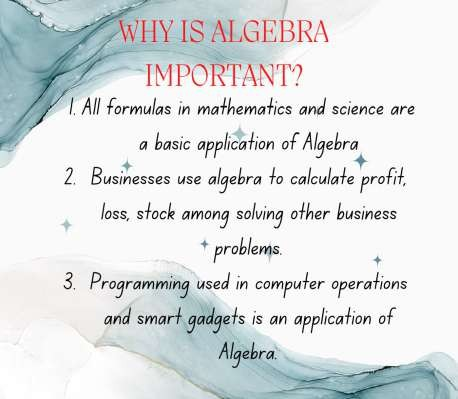 WHY IS ALGEBRA
IMPORTANT?
1. All formulas in mathematics and science are
a basic application of Algebra
2. Businesses use algebra to calculate profit,
loss, stock among solving other business
problems.
3. Programming used in computer operations
and smart gadgets is an application of
Algebra.